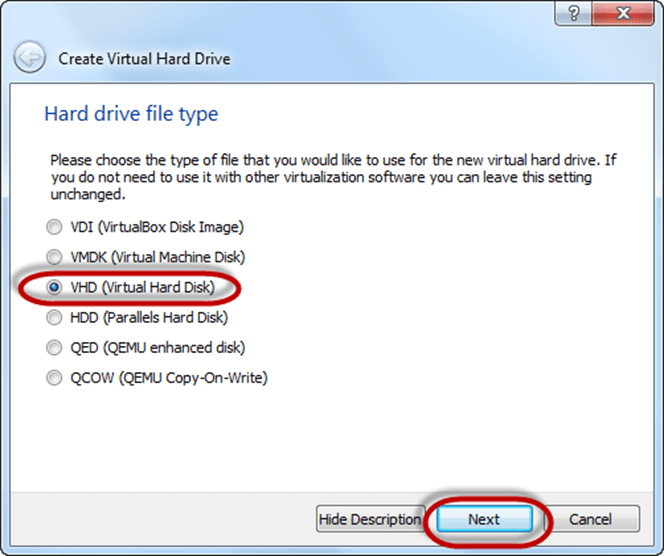 ?
Create Virtual Hard Drive
Hard drive file type
Please choose the type of file that you would like to use for the new virtual hard drive. If
you do not need to use it with other virtualization software you can leave this setting
unchanged.
VDI (VirtualBox Disk Image)
VMDK (Virtual Machine Disk)
VHD (Virtual Hard Disk)
HDD (Parallels Hard Disk)
QED (QEMU enhanced disk)
QCOW (QEMU Copy-On-Write)
Hide Description Next Cancel